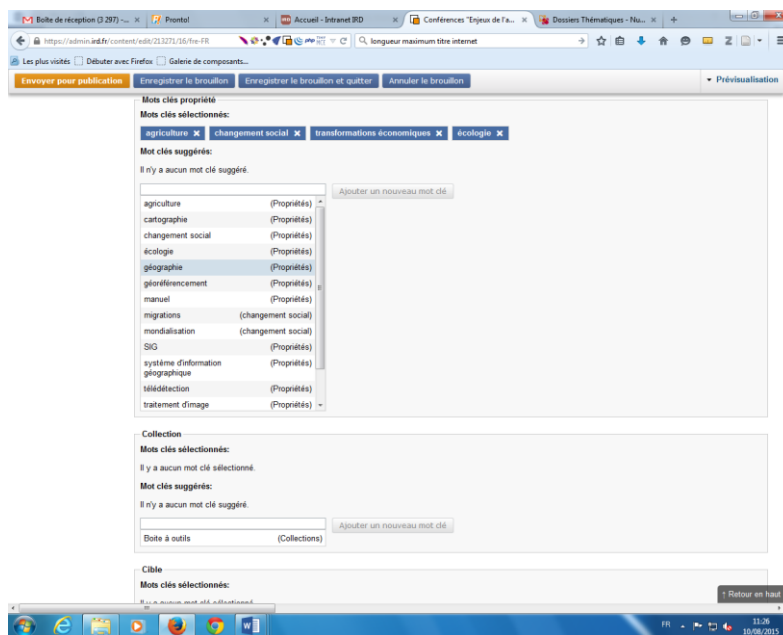 Boîte de réception (3 297) -...
Pronto!
Accueil - Intranet IRD
Conférences "Enjeux de l'a...
Dossiers Thématiques - Nu...
https://admin.ird.fr/content/edit/213271/16/fre-FR
longueur maximum titre internet
Les plus visités
Débuter avec Firefox
Galerie de composants...
Envoyer pour publication
Enregistrer le brouillon
Enregistrer le brouillon et quitter
Annuler le brouillon
Prévisualisation
Mots clés propriété
Mots clés sélectionnés:
agriculture x changement social x transformations économiques x écologie x
Mot clés suggérés:
Il n'y a aucun mot clé suggéré.
Ajouter un nouveau mot clé
agriculture (Propriétés)
cartographie (Propriétés)
changement social (Propriétés)
écologie (Propriétés)
géographie (Propriétés)
géoréférencement (Propriétés)
manuel (Propriétés)
migrations (changement social)
mondialisation (changement social)
SIG (Propriétés)
système d'information (Propriétés)
géographique
télédétection (Propriétés)
traitement d'image (Propriétés)
Collection
Mots clés sélectionnés:
Il y a aucun mot clé sélectionné.
Mot clés suggérés:
Il n'y a aucun mot clé suggéré.
Ajouter un nouveau mot clé
Boite à outils (Collections)
Cible
Mots clés sélectionnés:
Il y a aucun mot clé sélectionné.
↑ Retour en haut
FR
11:26
10/08/2015